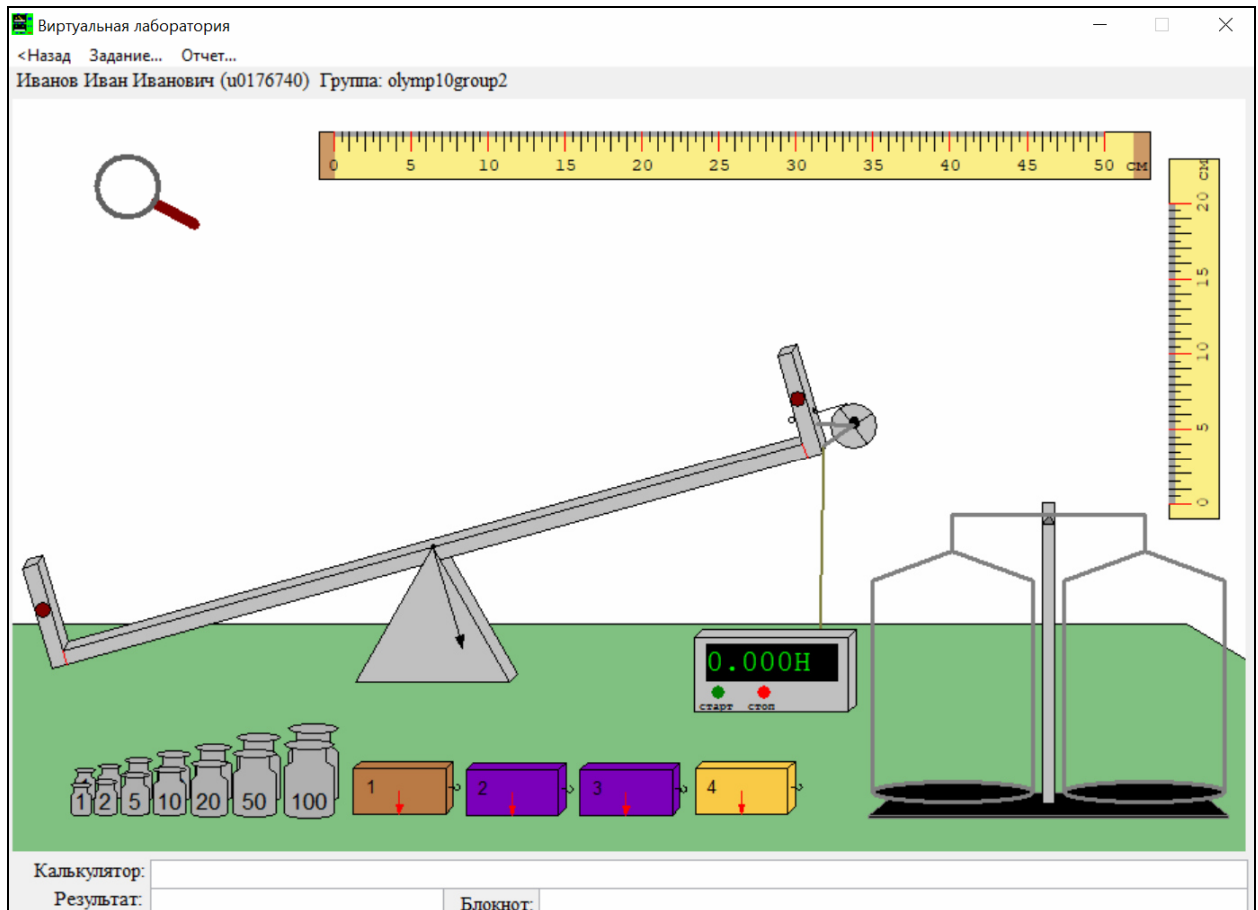 Виртуальная лаборатория
<Назад Задание... Отчет...
Иванов Иван Иванович (u0176740) Группа: olymp10group2
0 5 10 15 20 25 30 35 40 45 50 см
20 см
15
10
5
0
0.000Н
старт стоп
1 2 5 10 20 50 100
1 2 3 4
Калькулятор:
Результат: Блокнот: